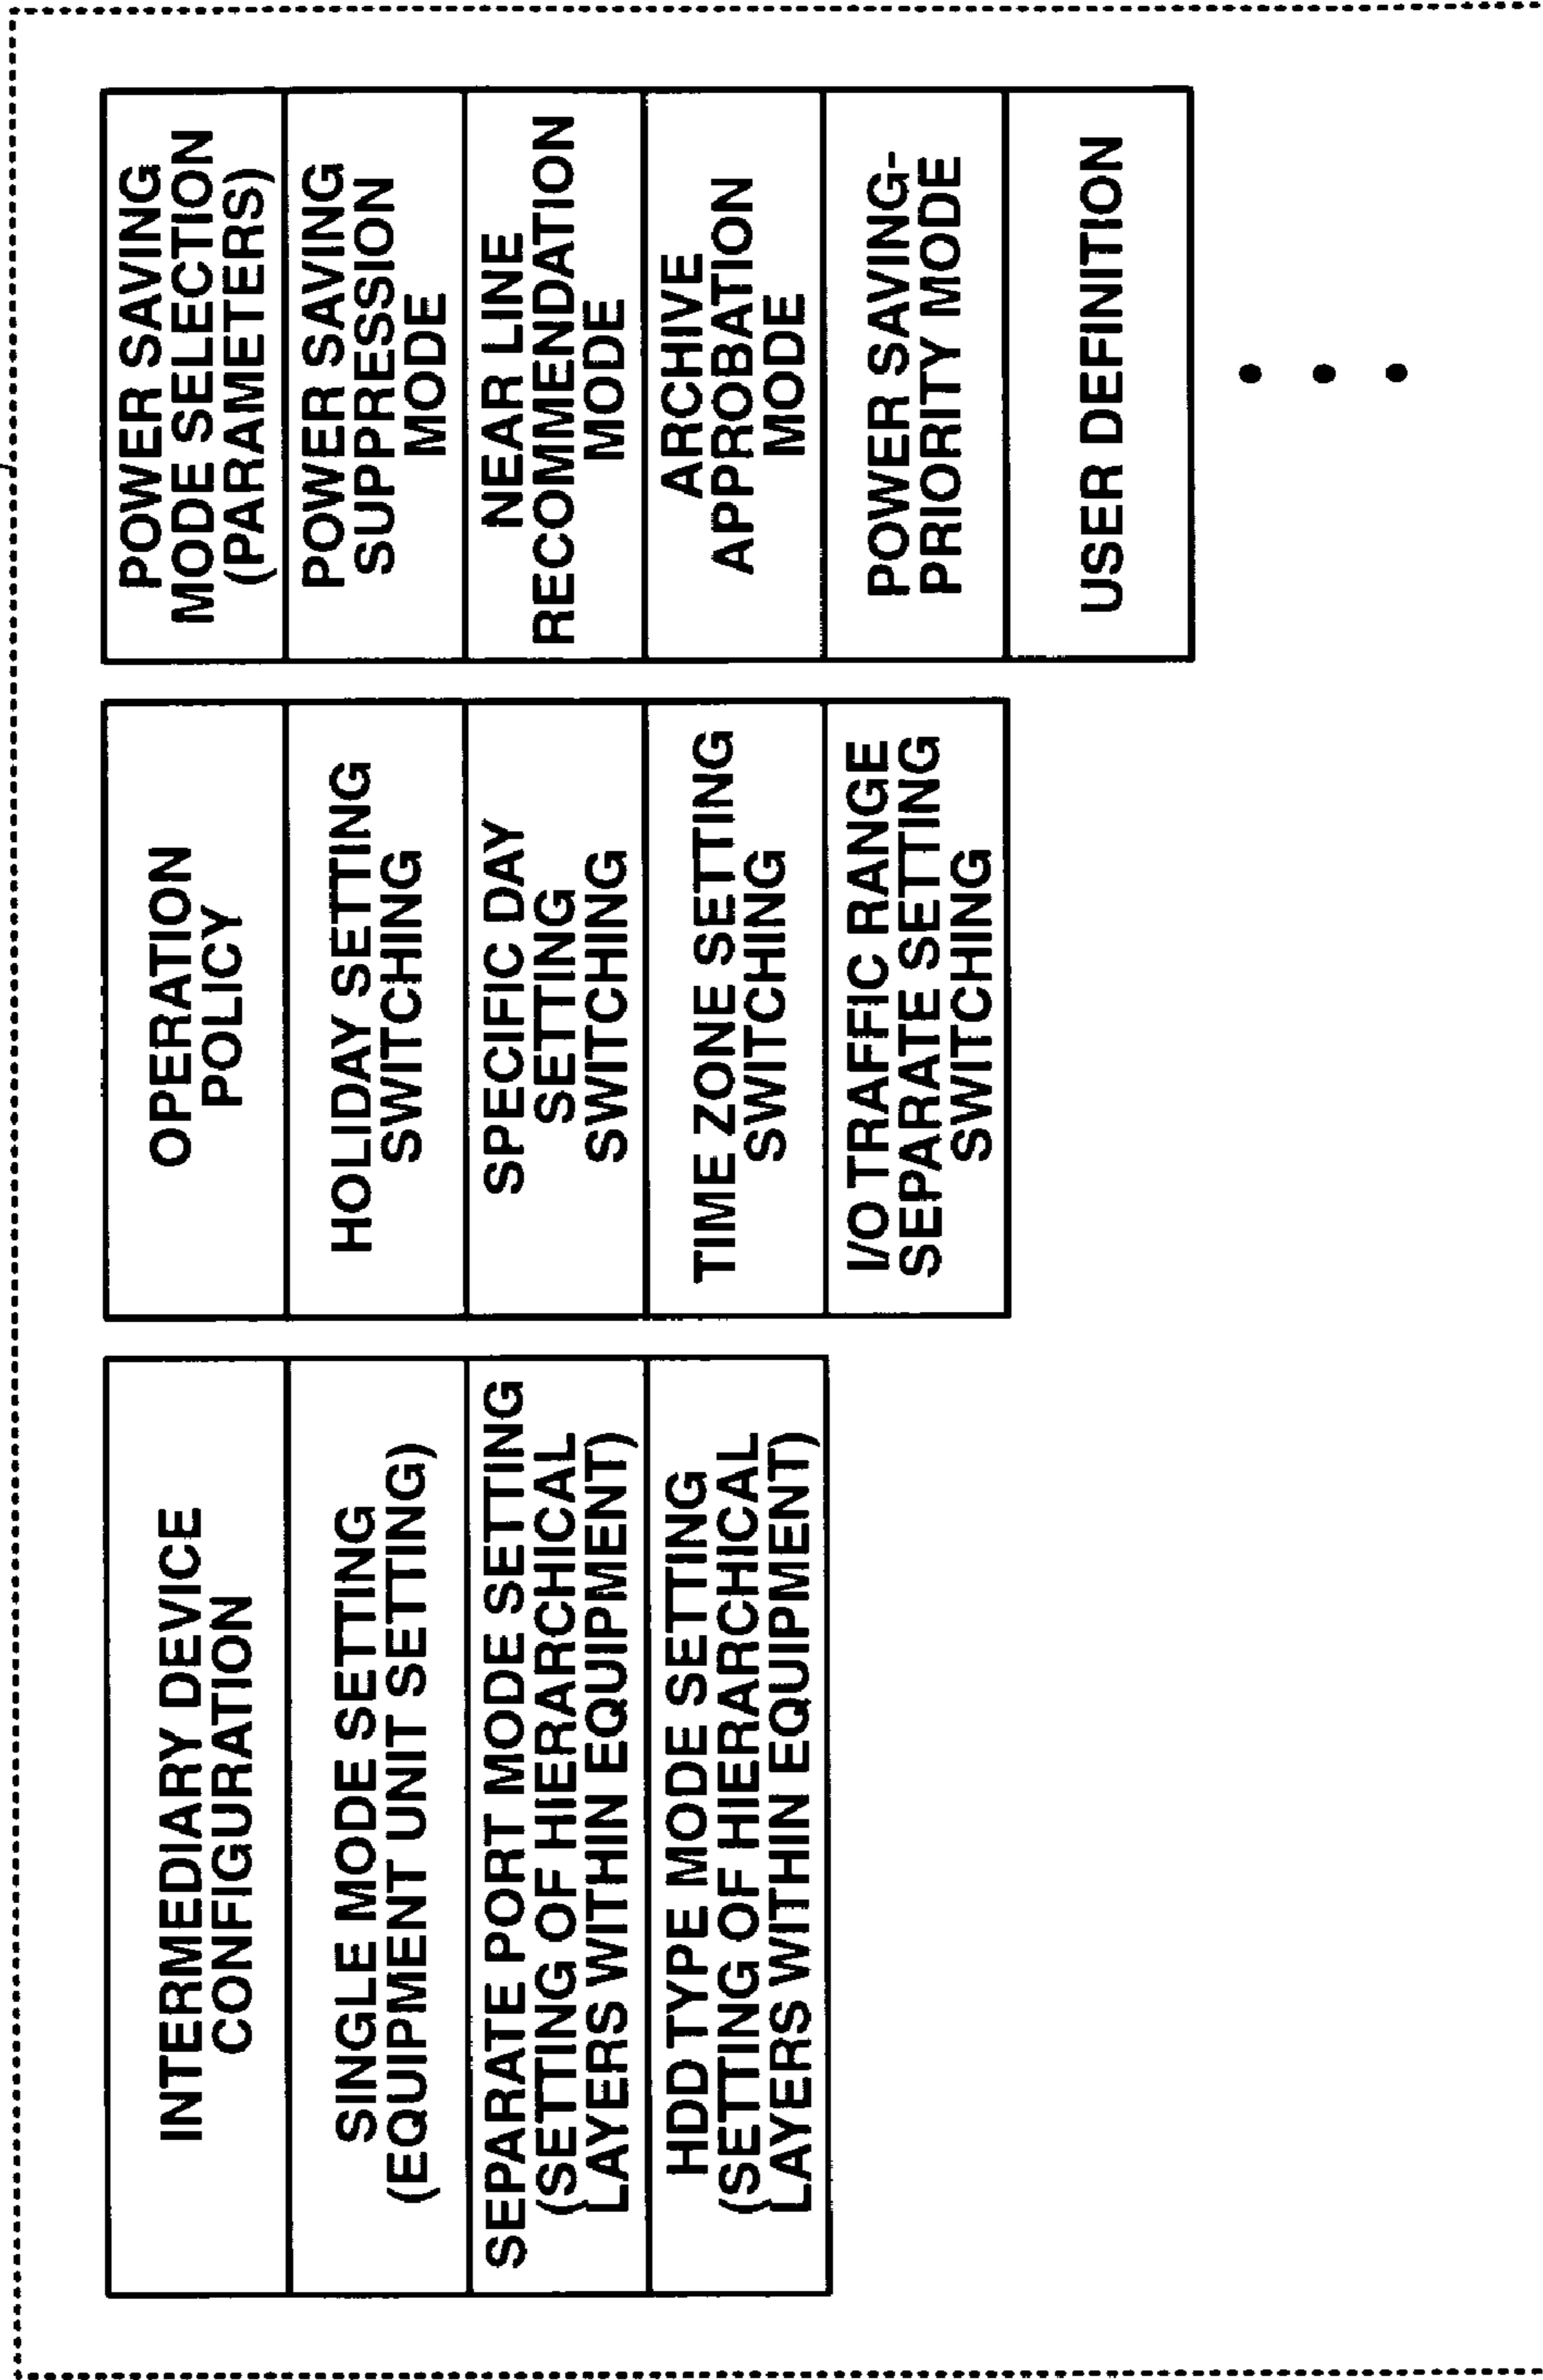 INTERMEDIARY DEVICE
CONFIGURATION
SINGLE MODE SETTING
(EQUIPMENT UNIT SETTING)
SEPARATE PORT MODE SETTING
(SETTING OF HIERARCHICAL
LAYERS WITHIN EQUIPMENT)
HDD TYPE MODE SETTING
(SETTING OF HIERARCHICAL
LAYERS WITHIN EQUIPMENT)
OPERATION
POLICY
HOLIDAY SETTING
SWITCHING
SPECIFIC DAY
SETTING
SWITCHING
TIME ZONE SETTING
SWITCHING
I/O TRAFFIC RANGE
SEPARATE SETTING
SWITCHING
POWER SAVING
MODE SELECTION
(PARAMETERS)
POWER SAVING
SUPPRESSION
MODE
NEAR LINE
RECOMMENDATION
MODE
ARCHIVE
APPROBATION
MODE
POWER SAVING-
PRIORITY MODE
USER DEFINITION